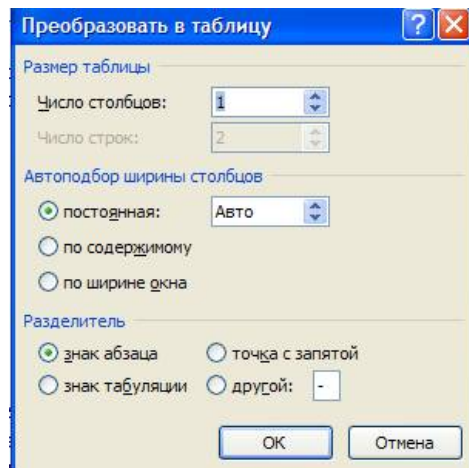 Преобразовать в таблицу
Размер таблицы
Число столбцов: 1
Число строк: 2
Автоподбор ширины столбцов
постоянная: Авто
по содержимому
по ширине окна
Разделитель
знак абзаца точка с запятой
знак табуляции другой: -
ОК Отмена